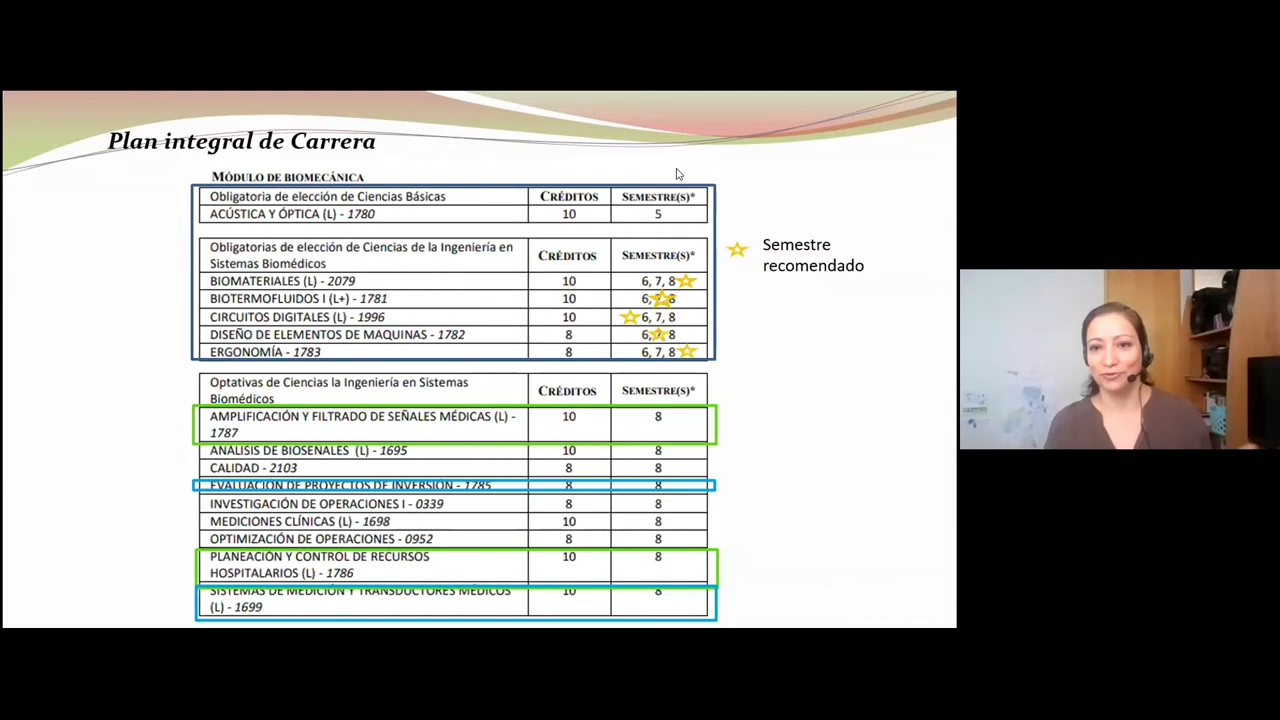 Plan integral de Carrera
MÓDULO DE BIOMECÁNICA
Obligatoria de elección de Ciencias Básicas CRÉDITOS SEMESTRE(S)*
ACÚSTICA Y ÓPTICA (L) - 1780 10 5
Obligatorias de elección de Ciencias de la Ingeniería en
Sistemas Biomédicos CRÉDITOS SEMESTRE(S)*
BIOMATERIALES (L) - 2079 10 6, 7, 8
BIOTERMOFLUIDOS I (L+) - 1781 10 6, 7, 8
CIRCUITOS DIGITALES (L) - 1996 10 6, 7, 8
DISEÑO DE ELEMENTOS DE MAQUINAS - 1782 8 6, 7, 8
ERGONOMÍA - 1783 8 6, 7, 8
Optativas de Ciencias la Ingeniería en Sistemas
Biomédicos CRÉDITOS SEMESTRE(S)*
AMPLIFICACIÓN Y FILTRADO DE SEÑALES MÉDICAS (L) - 10 8
1787
ANÁLISIS DE BIOSEÑALES (L) - 1695 10 8
CALIDAD - 2103 8 8
EVALUACIÓN DE PROYECTOS DE INVERSIÓN - 1785 8 8
INVESTIGACIÓN DE OPERACIONES I - 0339 8 8
MEDICIONES CLÍNICAS (L) - 1698 10 8
OPTIMIZACIÓN DE OPERACIONES - 0952 8 8
PLANEACIÓN Y CONTROL DE RECURSOS 10 8
HOSPITALARIOS (L) - 1786
SISTEMAS DE MEDICIÓN Y TRANSDUCTORES MÉDICOS 10 8
(L) - 1699
Semestre
recomendado